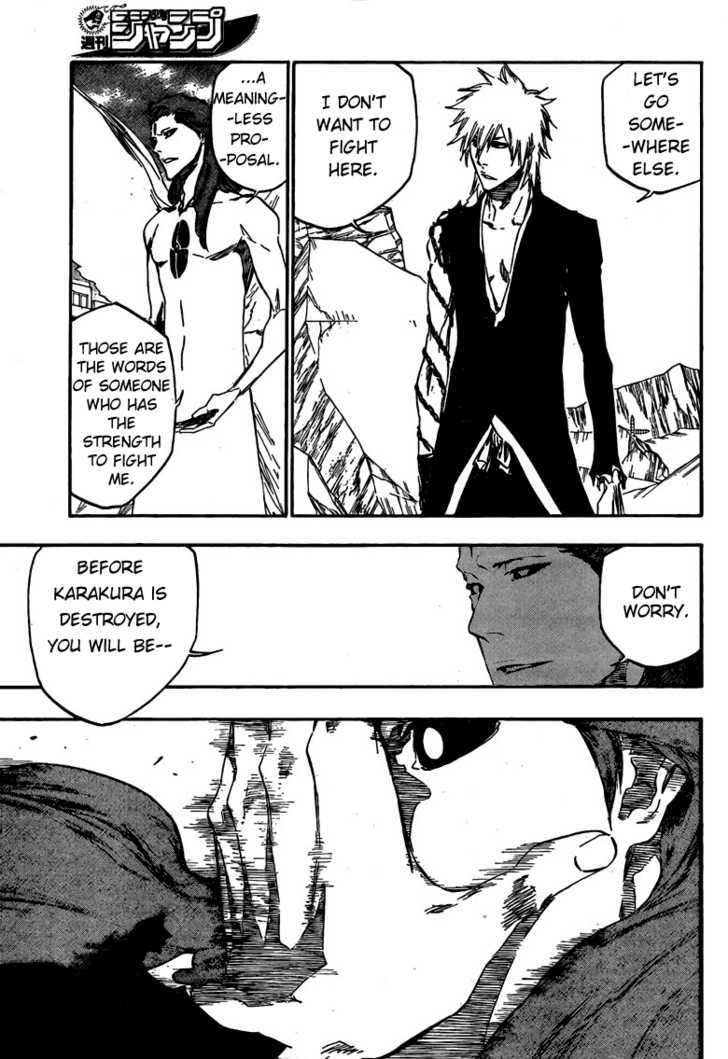 週刊
少年
ジャンプ
LET'S
GO
SOME-
-WHERE
ELSE.
I DON'T
WANT TO
FIGHT
HERE.
...A
MEANING-
-LESS
PRO-
-POSAL.
THOSE ARE
THE WORDS
OF SOMEONE
WHO HAS
THE
STRENGTH
TO FIGHT
ME.
DON'T
WORRY.
BEFORE
KARAKURA IS
DESTROYED,
YOU WILL BE--